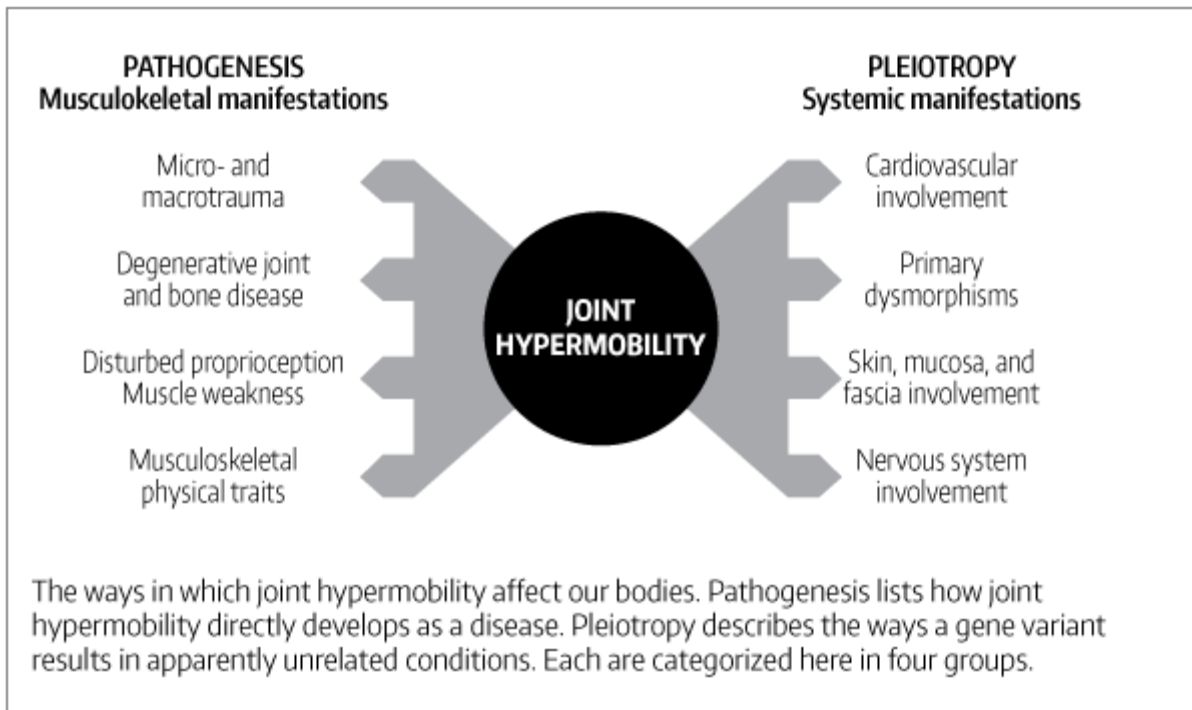 PATHOGENESIS
Musculokeletal manifestations
Micro- and
macrotrauma
Degenerative joint
and bone disease
Disturbed proprioception
Muscle weakness
Musculoskeletal
physical traits
JOINT
HYPERMOBILITY
PLEIOTROPY
Systemic manifestations
Cardiovascular
involvement
Primary
dysmorphisms
Skin, mucosa, and
fascia involvement
Nervous system
involvement
The ways in which joint hypermobility affect our bodies. Pathogenesis lists how joint
hypermobility directly develops as a disease. Pleiotropy describes the ways a gene variant
results in apparently unrelated conditions. Each are categorized here in four groups.